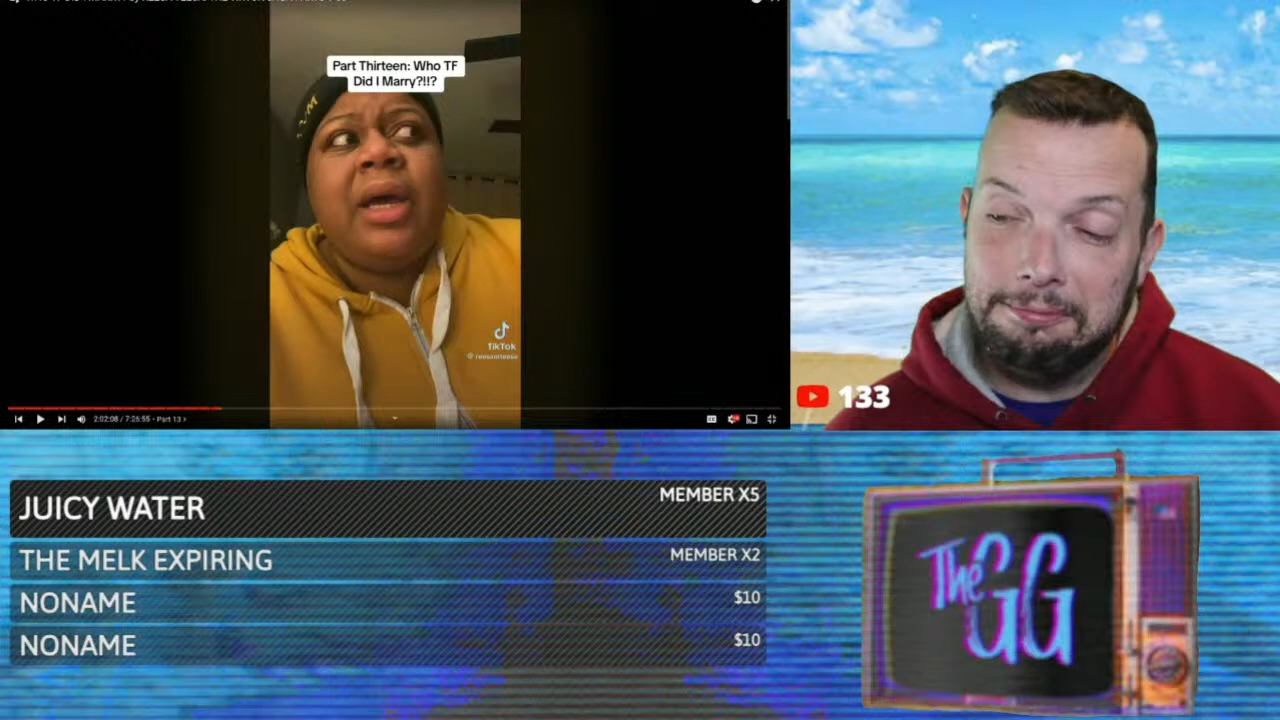 Part Thirteen: Who TF
Did I Marry?!!?
TikTok
2:02:08 / 7:26:55 • Part 13 ›
133
JUICY WATER
MEMBER X5
THE MELK EXPIRING
MEMBER X2
NONAME
$10
NONAME
$10
The
GG